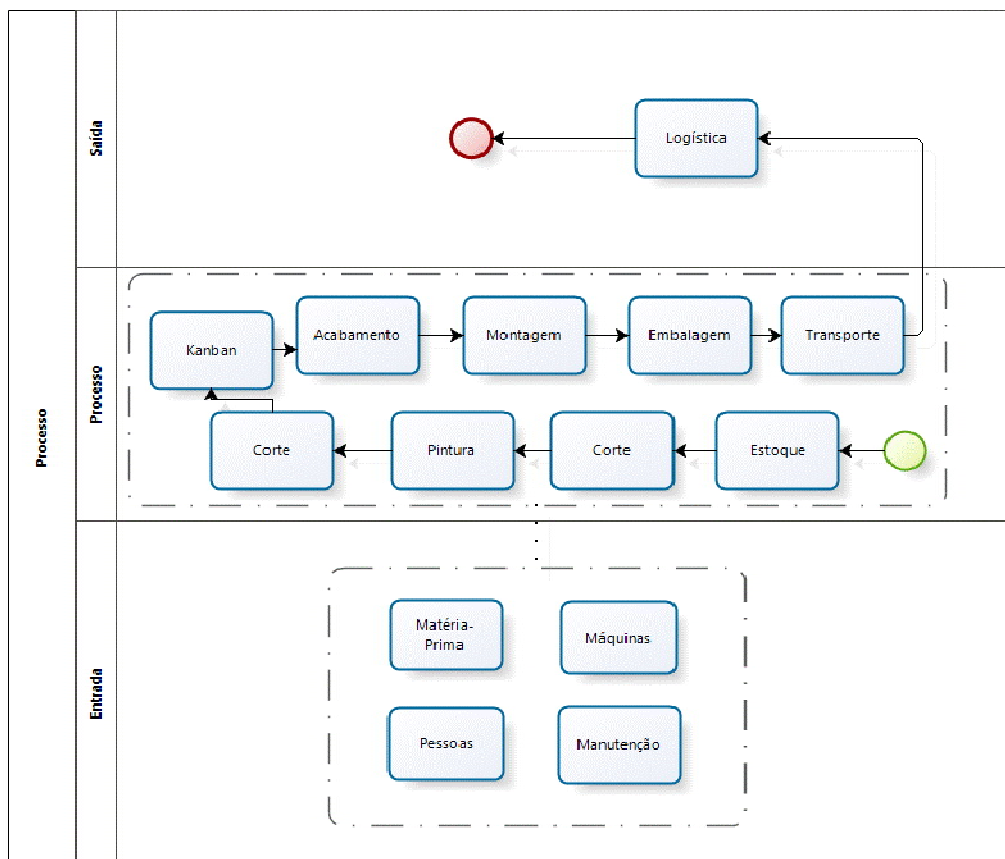 Processo
Saída
Logística
Processo
Kanban
Acabamento
Montagem
Embalagem
Transporte
Corte
Pintura
Corte
Estoque
Entrada
Matéria-
Prima
Máquinas
Pessoas
Manutenção